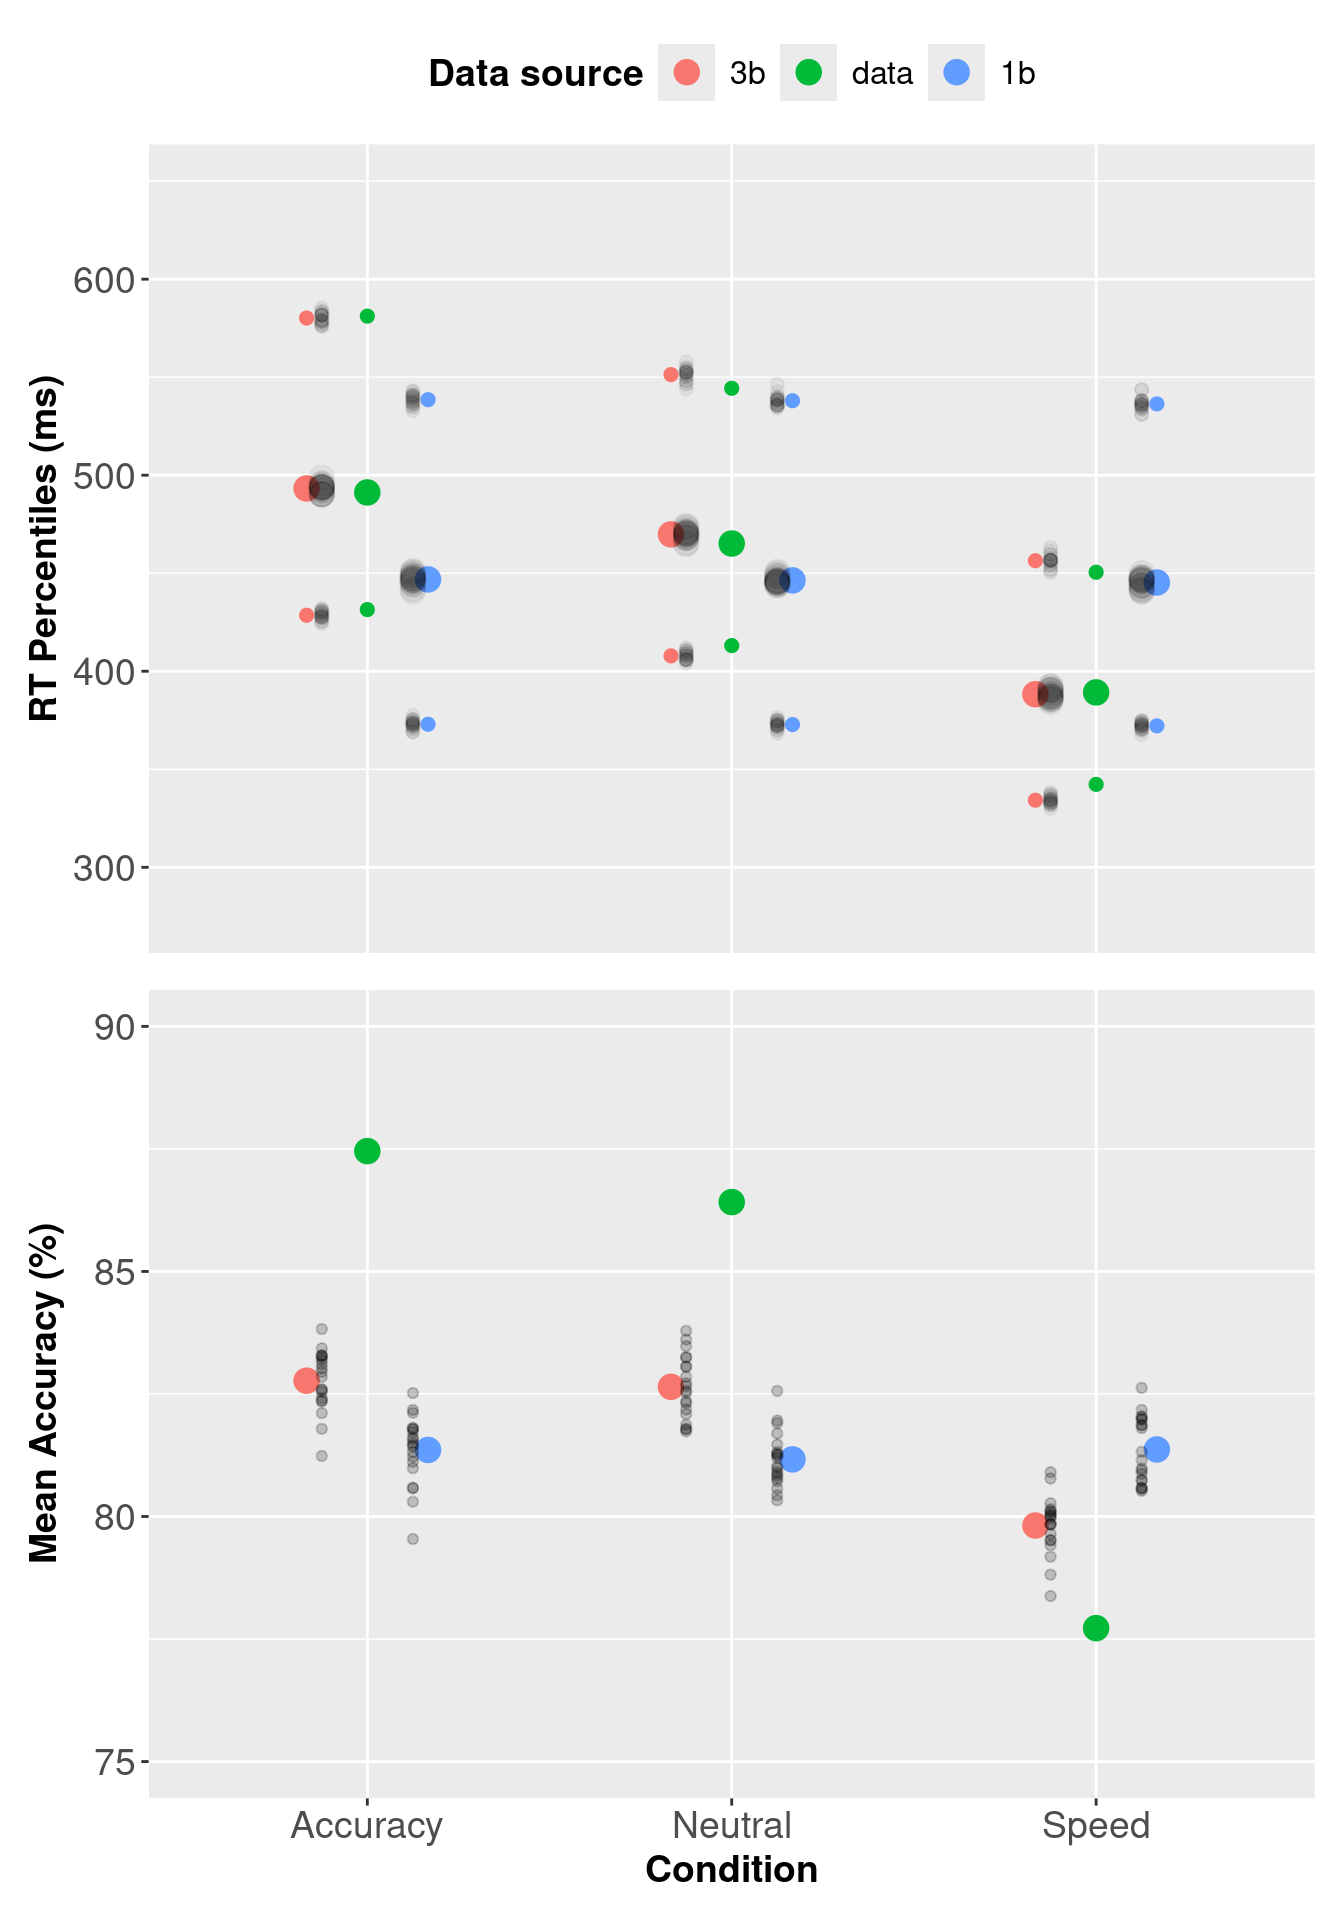 Data source 3b data 1b
RT Percentiles (ms)
600
500
400
300
Mean Accuracy (%)
90
85
80
75
Accuracy Neutral Speed
Condition